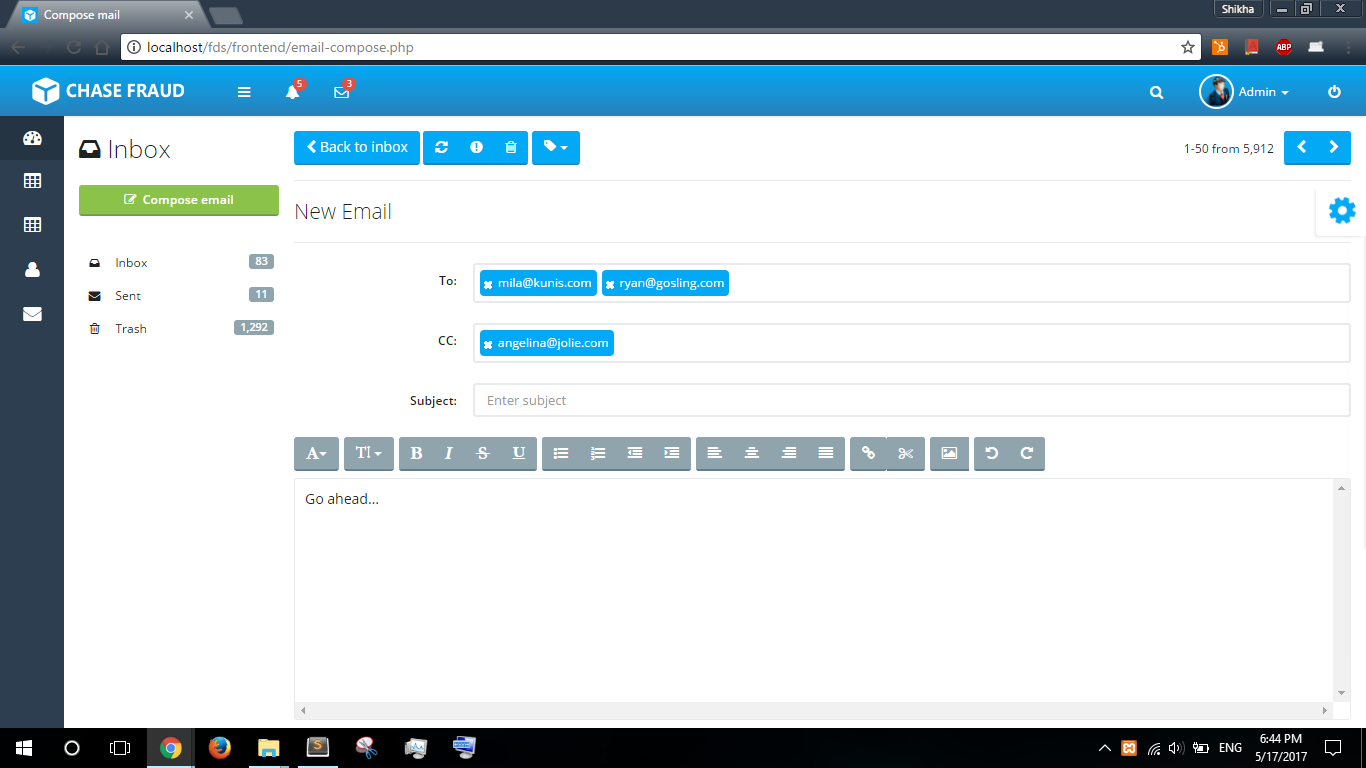 Compose mail
Shikha
localhost/fds/frontend/email-compose.php
ABP
CHASE FRAUD
5
3
Admin
Inbox
Back to inbox
1-50 from 5,912
Compose email
New Email
Inbox 83
Sent 11
Trash 1,292
To: mila@kunis.com ryan@gosling.com
CC: angelina@jolie.com
Subject: Enter subject
A TI B I S U
Go ahead...
ENG
6:44 PM
5/17/2017